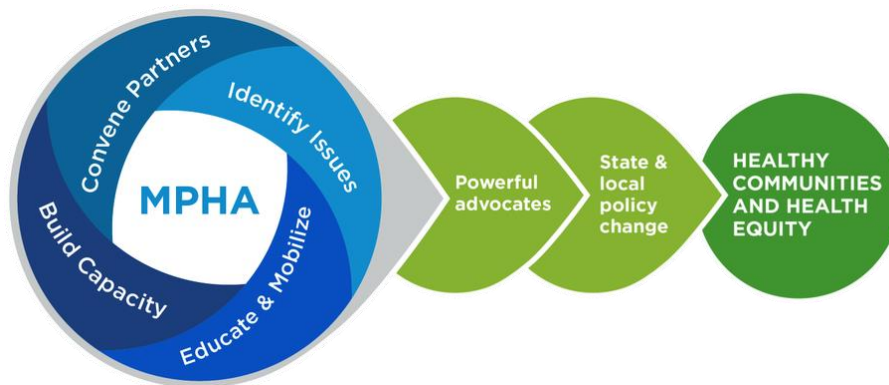 Convene Partners
Identify Issues
MPHA
Build Capacity
Educate & Mobilize
Powerful
advocates
State &
local
policy
change
HEALTHY
COMMUNITIES
AND HEALTH
EQUITY